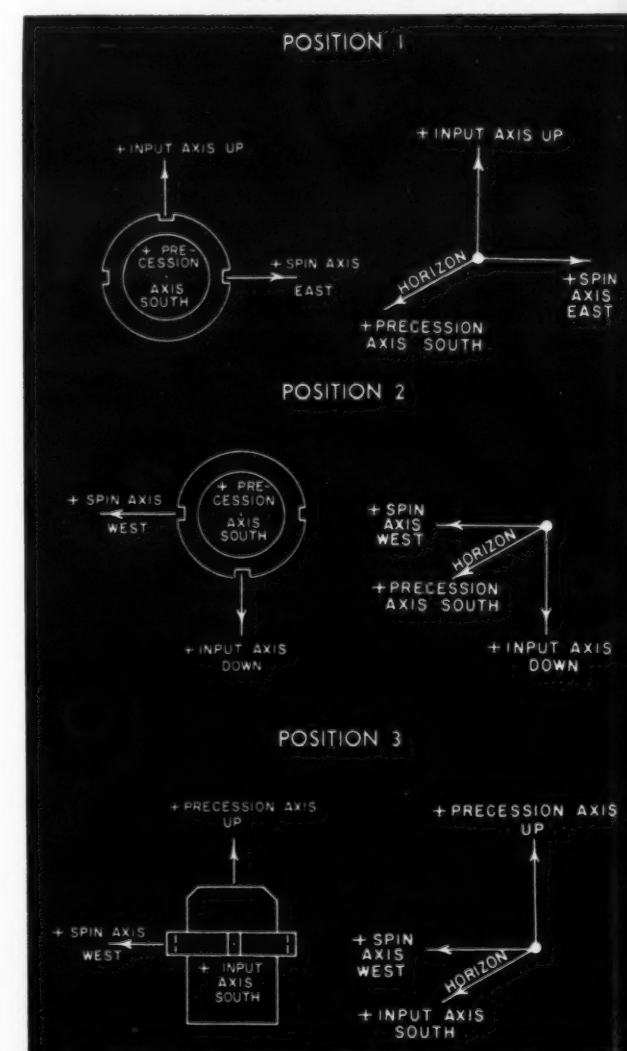 POSITION 1
+ INPUT AXIS UP
+ PRE-
CESSION
AXIS
SOUTH
+ SPIN AXIS
EAST
+ INPUT AXIS UP
HORIZON
+ SPIN
AXIS
EAST
+ PRECESSION
AXIS SOUTH
POSITION 2
+ SPIN AXIS
WEST
+ PRE-
CESSION
AXIS
SOUTH
+ INPUT AXIS
DOWN
+ SPIN
AXIS
WEST
HORIZON
+ PRECESSION
AXIS SOUTH
+ INPUT AXIS
DOWN
POSITION 3
+ PRECESSION AXIS
UP
+ SPIN AXIS
WEST
+ INPUT
AXIS
SOUTH
+ PRECESSION AXIS
UP
+ SPIN
AXIS
WEST
HORIZON
+ INPUT AXIS
SOUTH